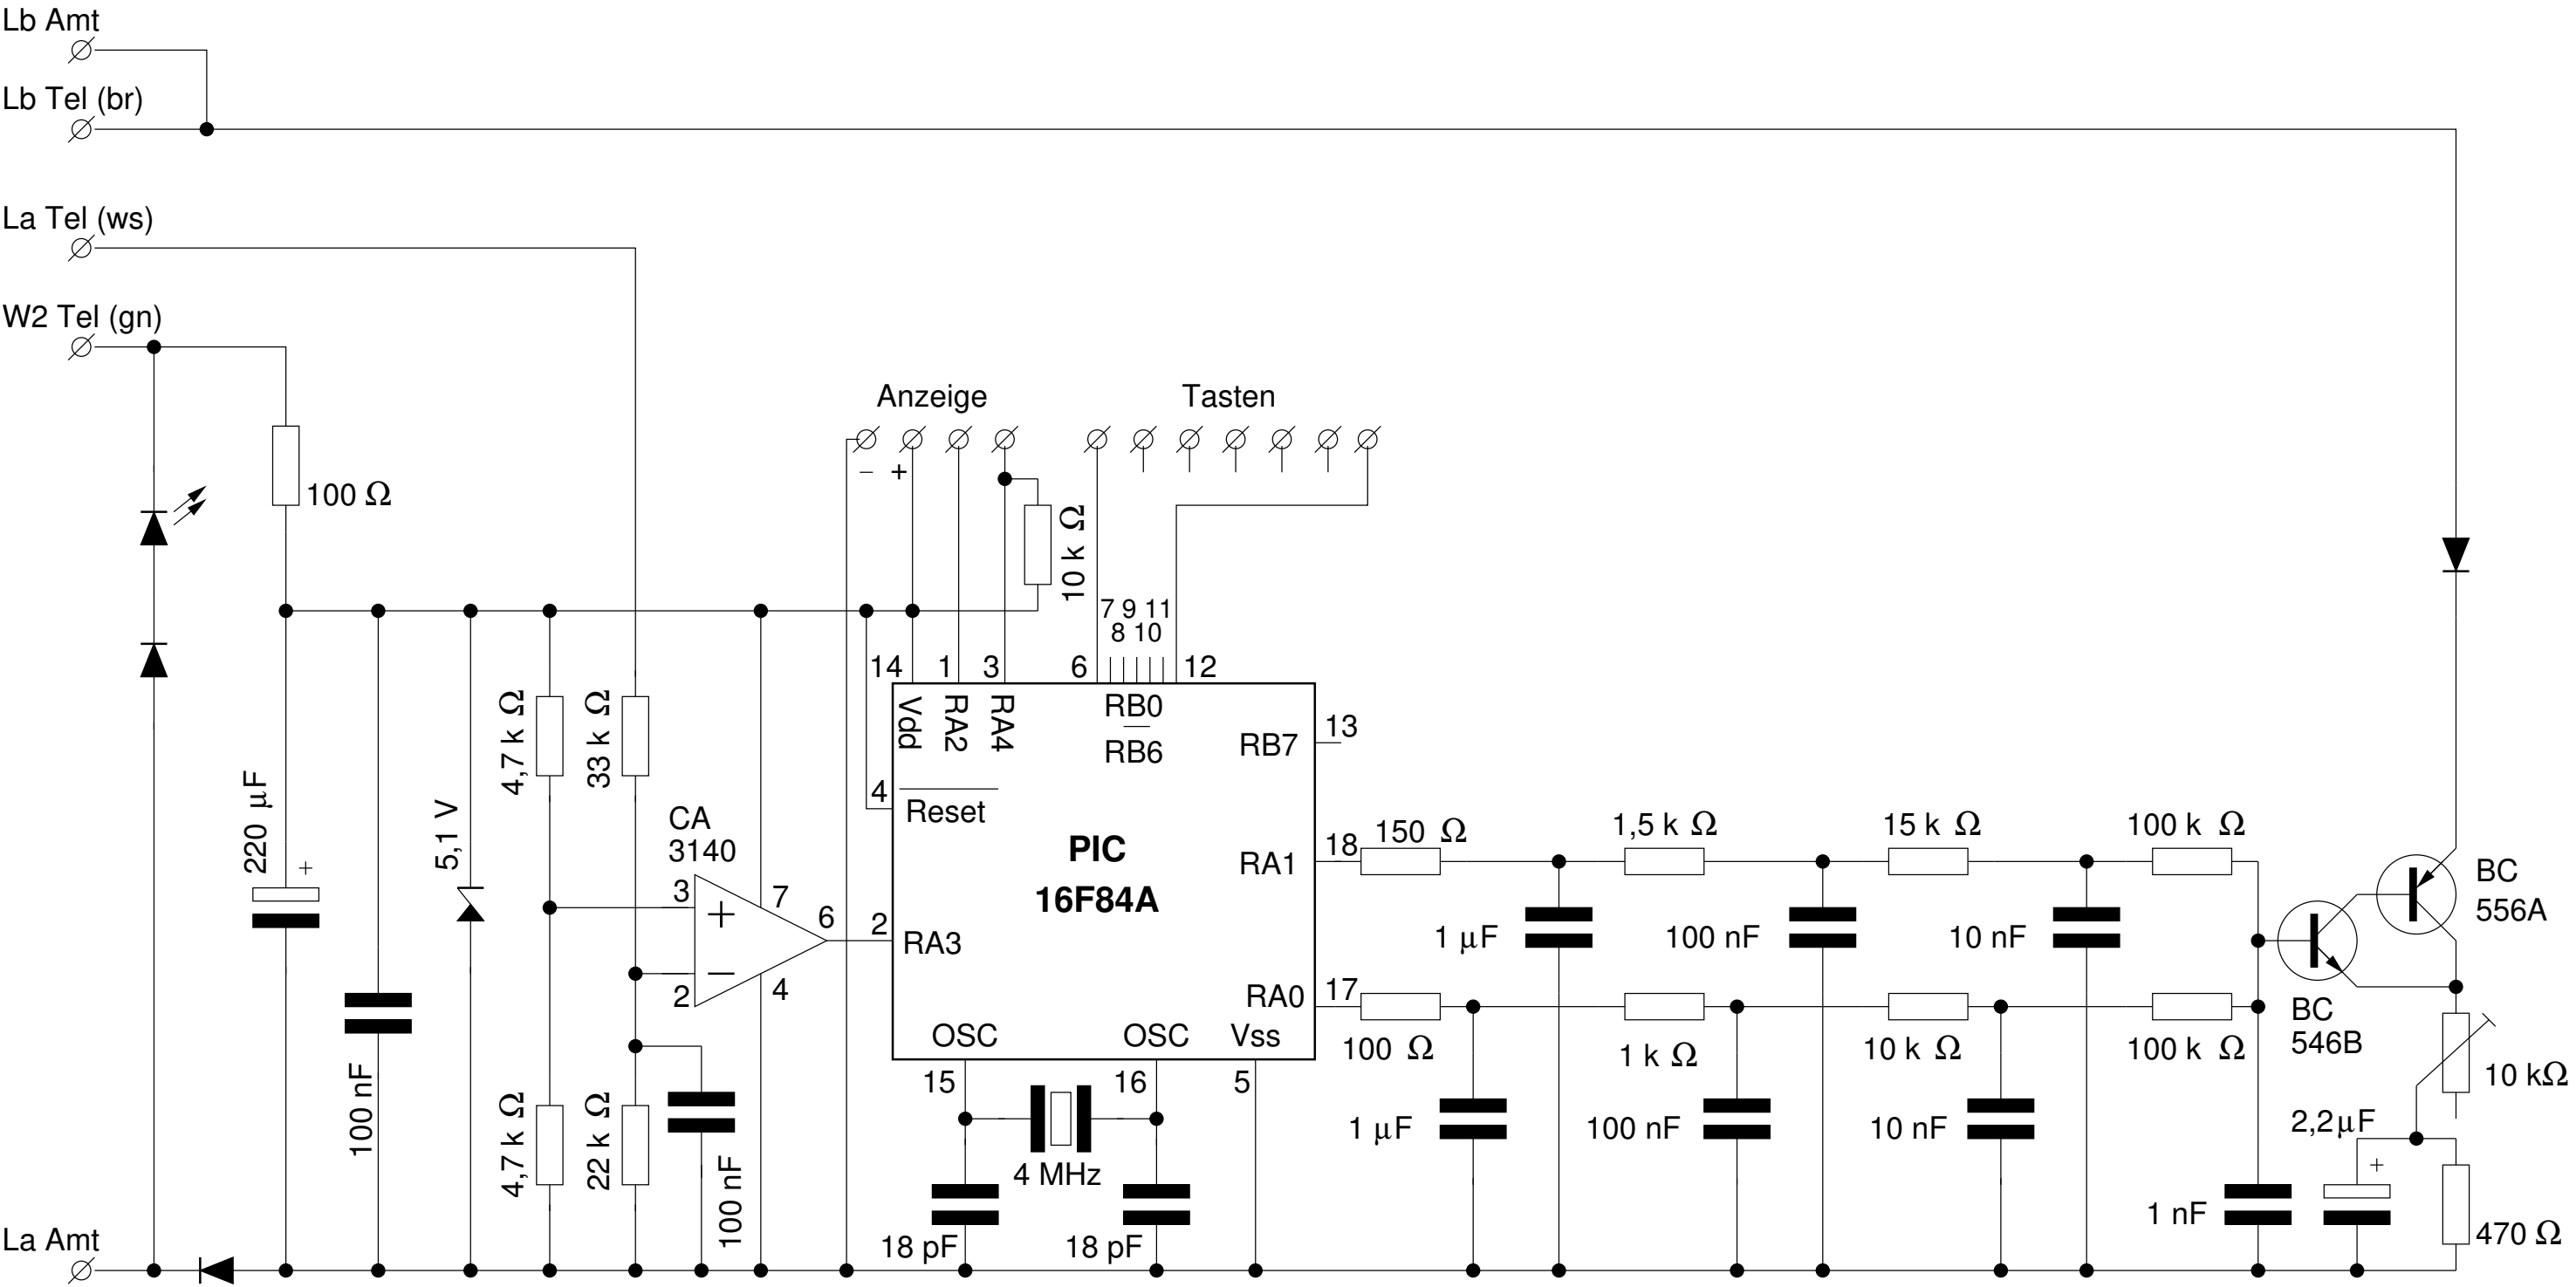 Lb Amt
Lb Tel (br)
La Tel (ws)
W2 Tel (gn)
Anzeige
Tasten
− +
100 Ω
10 k Ω
7 9 11
8 10
14 1 3 6 12
Vdd
RA2
RA4
RB0
RB6
RB7
13
4,7 k Ω
33 k Ω
220 µF
+
5,1 V
4
Reset
CA
3140
PIC
16F84A
3
+
7
6
2
RA3
−
2
4
RA1
18
150 Ω
1,5 k Ω
15 k Ω
100 k Ω
BC
556A
1 µF
100 nF
10 nF
RA0
17
100 Ω
1 k Ω
10 k Ω
100 k Ω
BC
546B
OSC
OSC
Vss
15
16
5
10 kΩ
100 nF
4,7 k Ω
22 k Ω
100 nF
4 MHz
18 pF
18 pF
1 µF
100 nF
10 nF
2,2µF
+
1 nF
470 Ω
La Amt